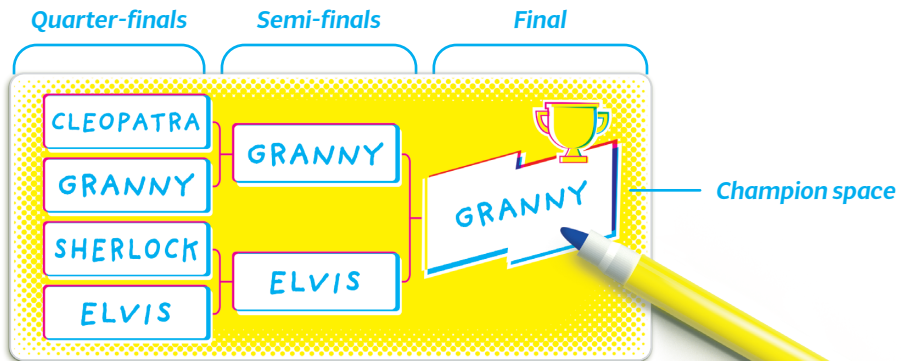 Quarter-finals Semi-finals Final
CLEOPATRA
GRANNY
SHERLOCK
ELVIS
GRANNY
ELVIS
GRANNY
Champion space